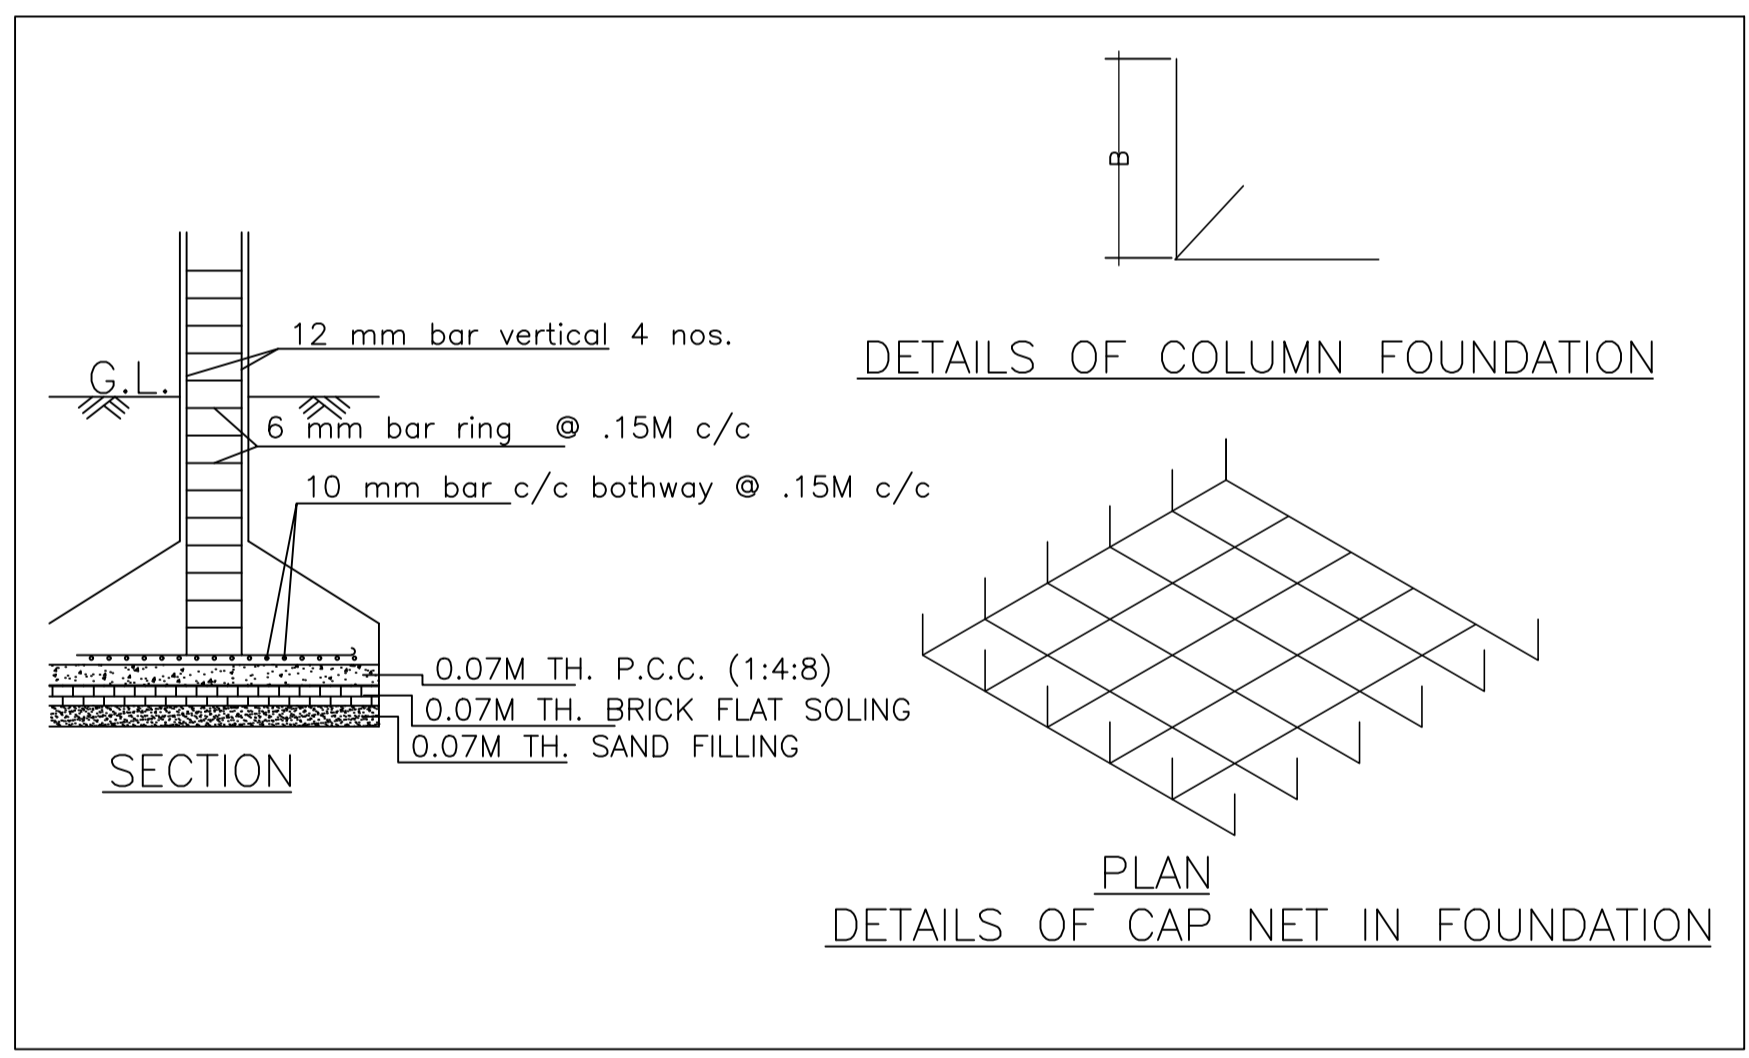 B
DETAILS OF COLUMN FOUNDATION
12 mm bar vertical 4 nos.
G.L.
6 mm bar ring @ .15M c/c
10 mm bar c/c bothway @ .15M c/c
0.07M TH. P.C.C. (1:4:8)
0.07M TH. BRICK FLAT SOLING
0.07M TH. SAND FILLING
SECTION
PLAN
DETAILS OF CAP NET IN FOUNDATION